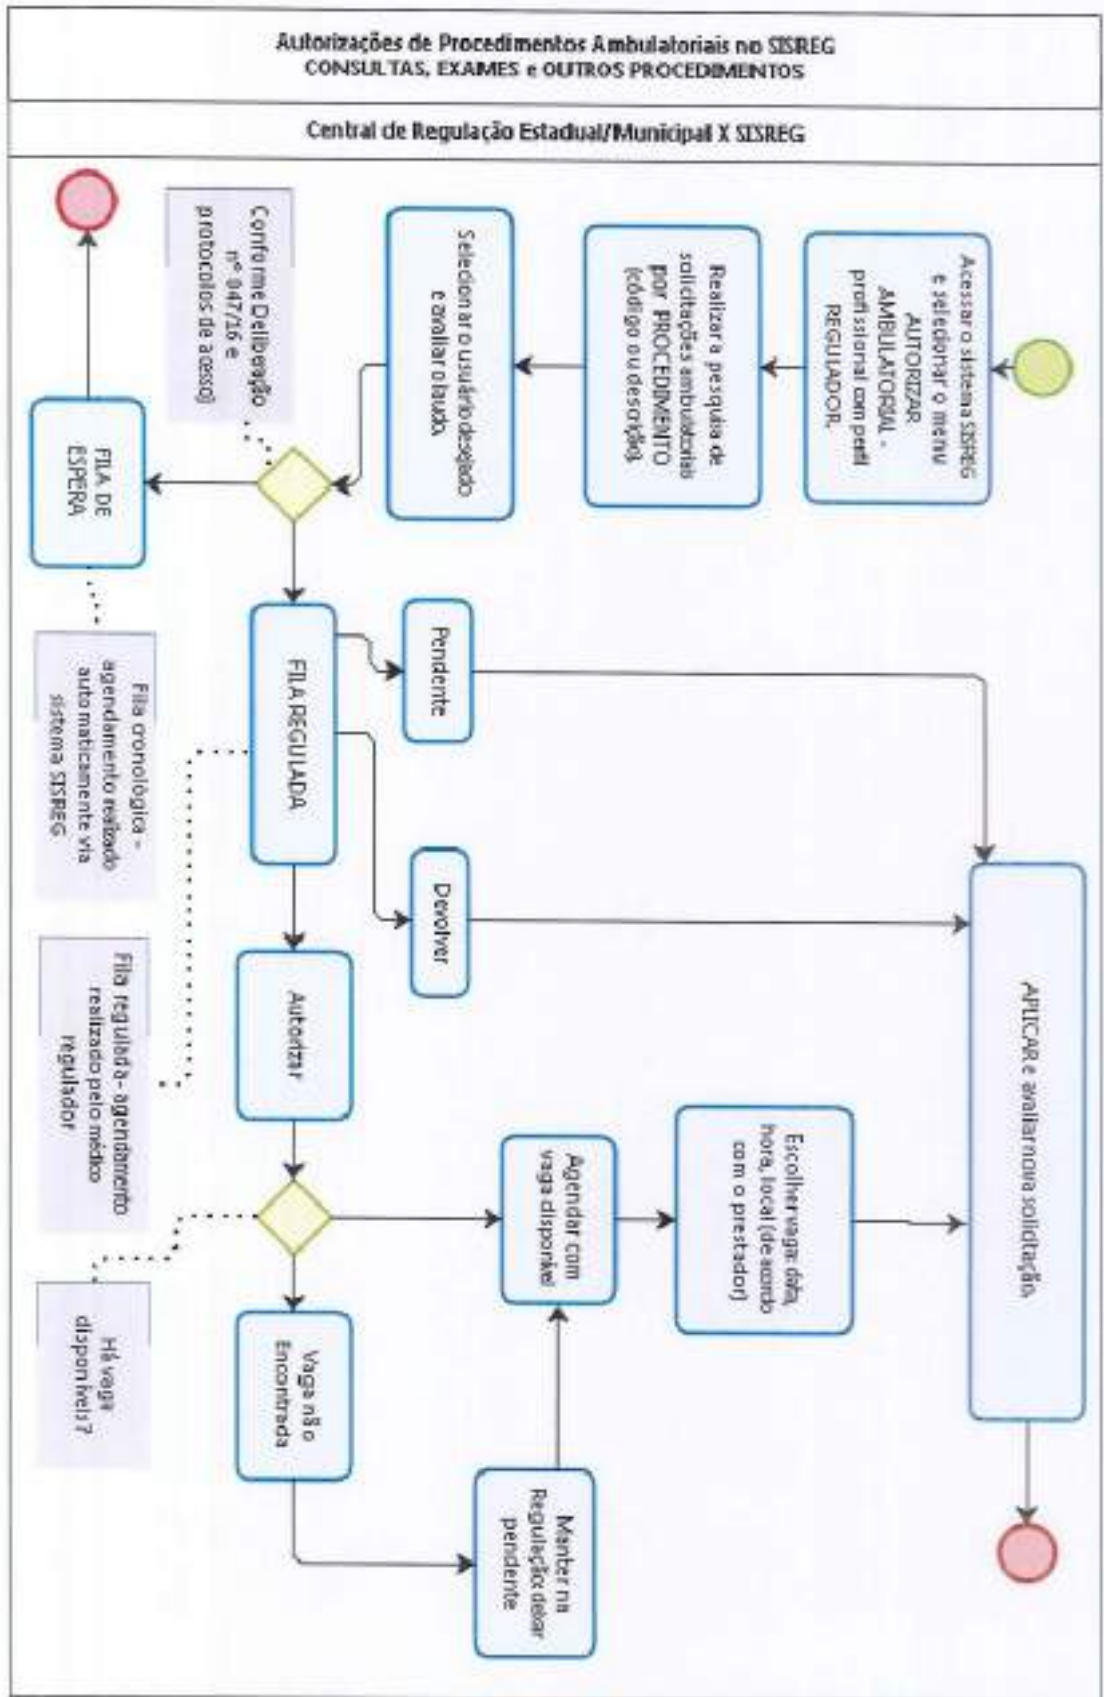 Autorizações de Procedimentos Ambulatoriais no SISREG
CONSULTAS, EXAMES e OUTROS PROCEDIMENTOS
Central de Regulação Estadual/Municipal X SISREG
Acessar o sistema SISREG
e selecionar o menu
AUTORIZAR
AMBULATORIAL -
profissional com perfil
REGULADOR.
Realizar a pesquisa de
solicitações ambulatoriais
por PROCEDIMENTO
(código ou descrição).
Selecionar o usuário desejado
e avaliar o laudo.
Conforme Deliberação
n° 047/16 e
protocolos de acesso)
FILA DE
ESPERA
Fila cronológica -
agendamento realizado
automaticamente via
sistema SISREG
FILA REGULADA
Fila regulada- agendamento
realizado pelo médico
regulador
Pendente
Devolver
Autorizar
Há vaga
disponíveis?
Agendar com
vaga disponível
Escolher vaga: data,
hora, local (de acordo
com o prestador)
Vaga não
Encontrada
Manter na
Regulação: deixar
pendente
APLICAR e avaliar nova solicitação.